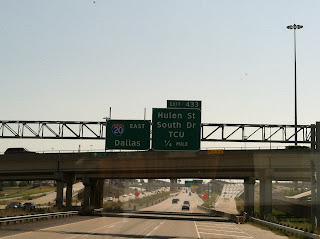 20 EAST
Dallas
EXIT 433
Hulen St
South Dr
TCU
1/4 MILE